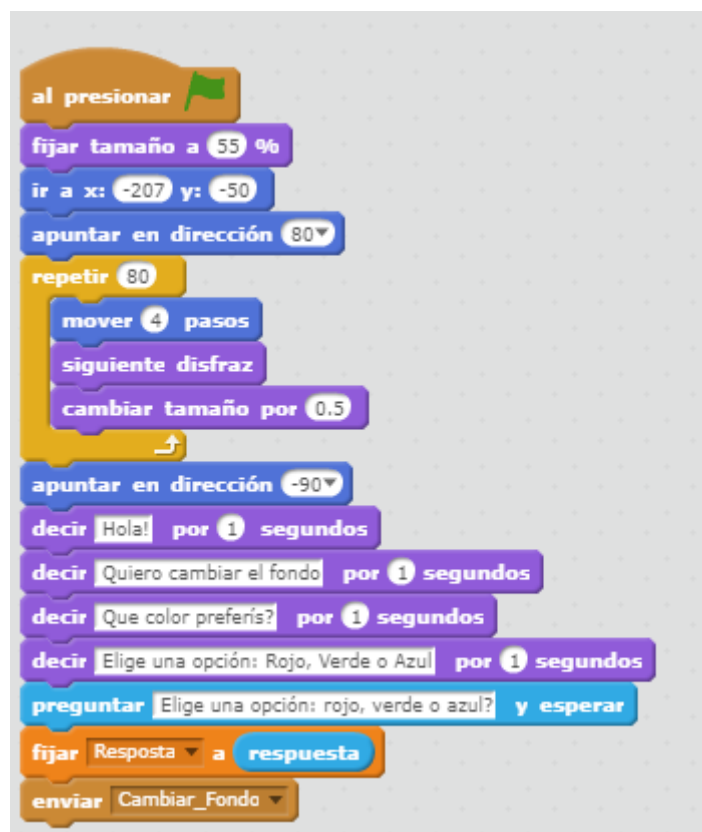 al presionar
fijar tamaño a 55 %
ir a x: -207 y: -50
apuntar en dirección 80
repetir 80
mover 4 pasos
siguiente disfraz
cambiar tamaño por 0.5
apuntar en dirección -90
decir Hola! por 1 segundos
decir Quiero cambiar el fondo por 1 segundos
decir Que color preferís? por 1 segundos
decir Elige una opción: Rojo, Verde o Azul por 1 segundos
preguntar Elige una opción: rojo, verde o azul? y esperar
fijar Resposta a respuesta
enviar Cambiar_Fondo